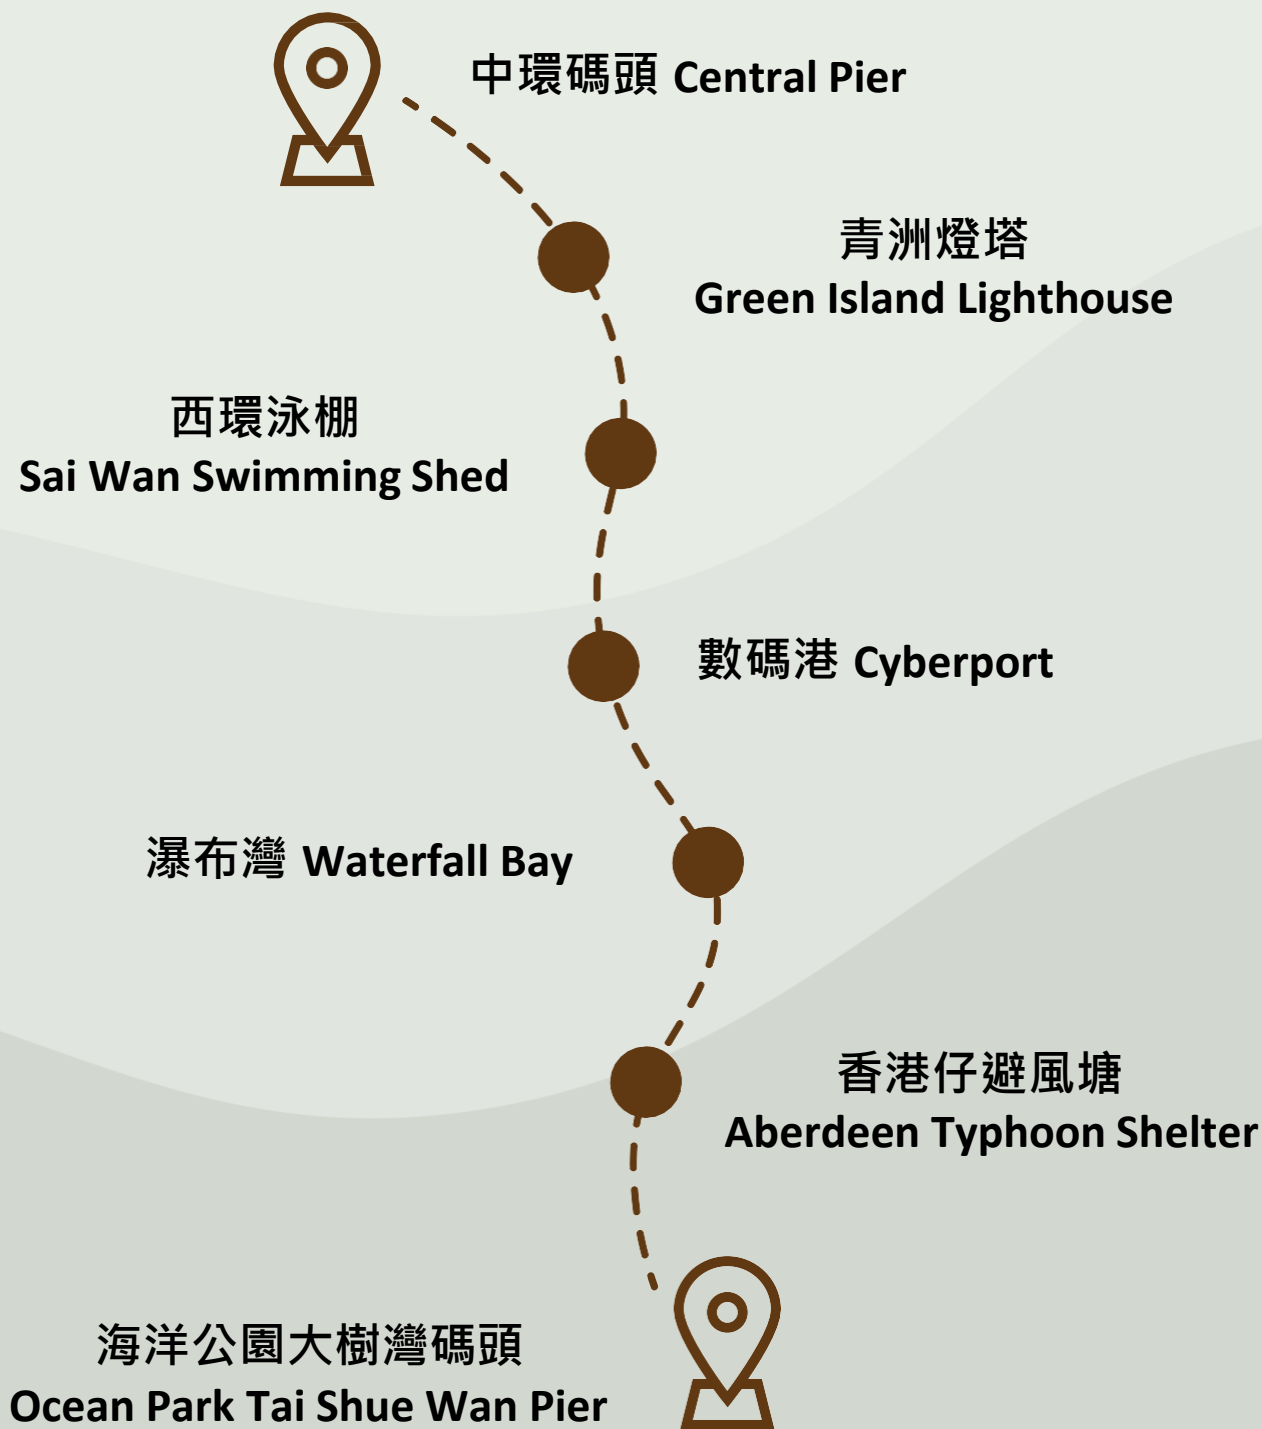 中環碼頭 Central Pier
青洲燈塔
Green Island Lighthouse
西環泳棚
Sai Wan Swimming Shed
數碼港 Cyberport
瀑布灣 Waterfall Bay
香港仔避風塘
Aberdeen Typhoon Shelter
海洋公園大樹灣碼頭
Ocean Park Tai Shue Wan Pier